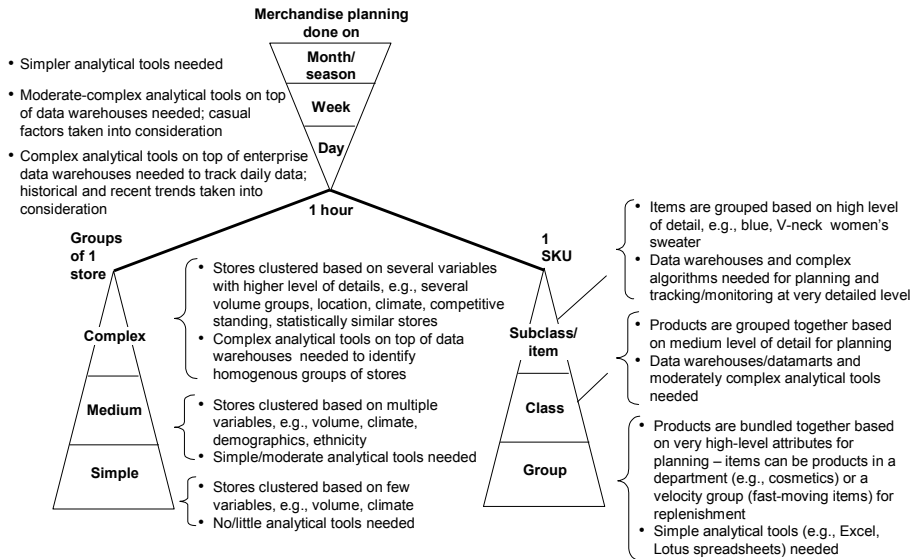 Merchandise planning
done on
Month/
season
Week
Day
1 hour
• Simpler analytical tools needed
• Moderate-complex analytical tools on top
of data warehouses needed; casual
factors taken into consideration
• Complex analytical tools on top of enterprise
data warehouses needed to track daily data;
historical and recent trends taken into
consideration
Groups
of 1
store
Complex
Medium
Simple
• Stores clustered based on several variables
with higher level of details, e.g., several
volume groups, location, climate, competitive
standing, statistically similar stores
• Complex analytical tools on top of data
warehouses needed to identify
homogenous groups of stores
• Stores clustered based on multiple
variables, e.g., volume, climate,
demographics, ethnicity
• Simple/moderate analytical tools needed
• Stores clustered based on few
variables, e.g., volume, climate
• No/little analytical tools needed
1
SKU
Subclass/
item
Class
Group
• Items are grouped based on high level
of detail, e.g., blue, V-neck women's
sweater
• Data warehouses and complex
algorithms needed for planning and
tracking/monitoring at very detailed level
• Products are grouped together based
on medium level of detail for planning
• Data warehouses/datamarts and
moderately complex analytical tools
needed
• Products are bundled together based
on very high-level attributes for
planning – items can be products in a
department (e.g., cosmetics) or a
velocity group (fast-moving items) for
replenishment
• Simple analytical tools (e.g., Excel,
Lotus spreadsheets) needed